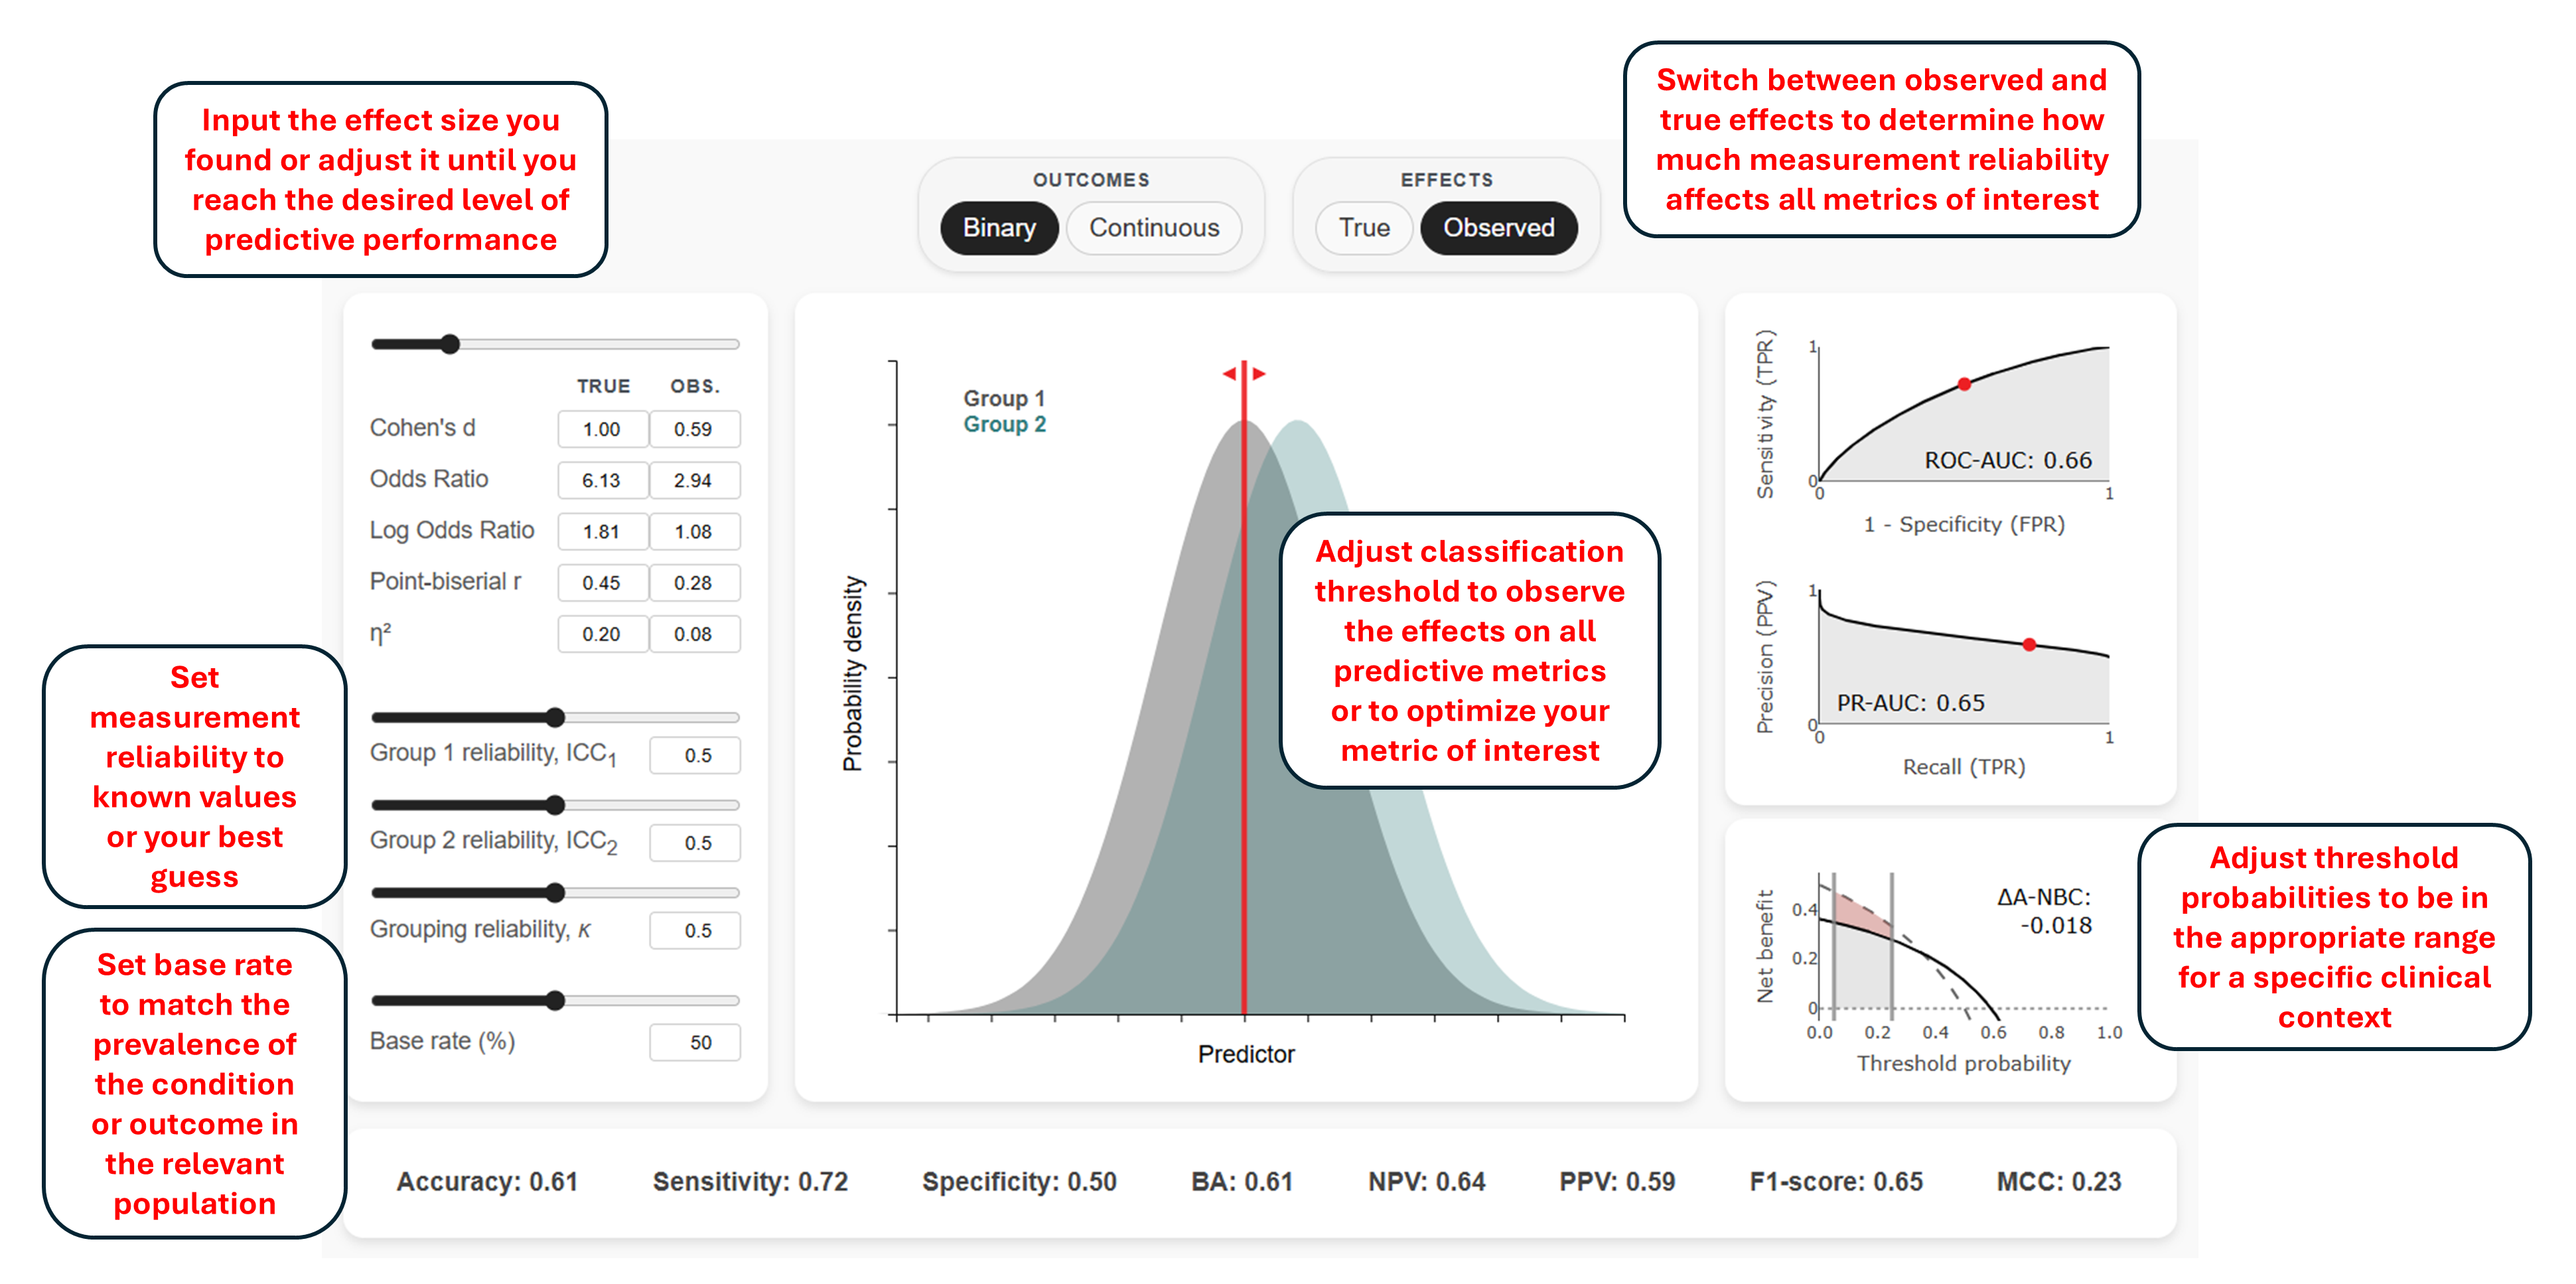 Input the effect size you
found or adjust it until you
reach the desired level of
predictive performance
Switch between observed and
true effects to determine how
much measurement reliability
affects all metrics of interest
OUTCOMES
Binary Continuous
EFFECTS
True Observed
TRUE OBS.
Cohen's d 1.00 0.59
Odds Ratio 6.13 2.94
Log Odds Ratio 1.81 1.08
Point-biserial r 0.45 0.28
η² 0.20 0.08
Group 1 reliability, ICC₁ 0.5
Group 2 reliability, ICC₂ 0.5
Grouping reliability, κ 0.5
Base rate (%) 50
Set
measurement
reliability to
known values
or your best
guess
Set base rate
to match the
prevalence of
the condition
or outcome in
the relevant
population
Group 1
Group 2
Probability density
Predictor
Adjust classification
threshold to observe
the effects on all
predictive metrics
or to optimize your
metric of interest
Sensitivity (TPR)
1
0
ROC-AUC: 0.66
0 1
1 - Specificity (FPR)
Precision (PPV)
1
0
PR-AUC: 0.65
0 1
Recall (TPR)
Net benefit
0.4
0.2
0
ΔA-NBC:
-0.018
0.0 0.2 0.4 0.6 0.8 1.0
Threshold probability
Adjust threshold
probabilities to be in
the appropriate range
for a specific clinical
context
Accuracy: 0.61 Sensitivity: 0.72 Specificity: 0.50 BA: 0.61 NPV: 0.64 PPV: 0.59 F1-score: 0.65 MCC: 0.23